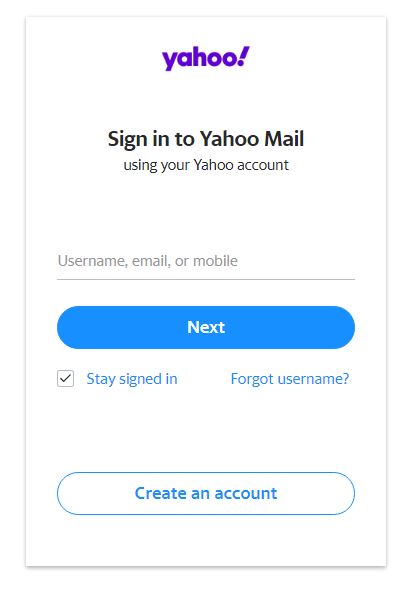 yahoo!
Sign in to Yahoo Mail
using your Yahoo account
Username, email, or mobile
Next
Stay signed in
Forgot username?
Create an account